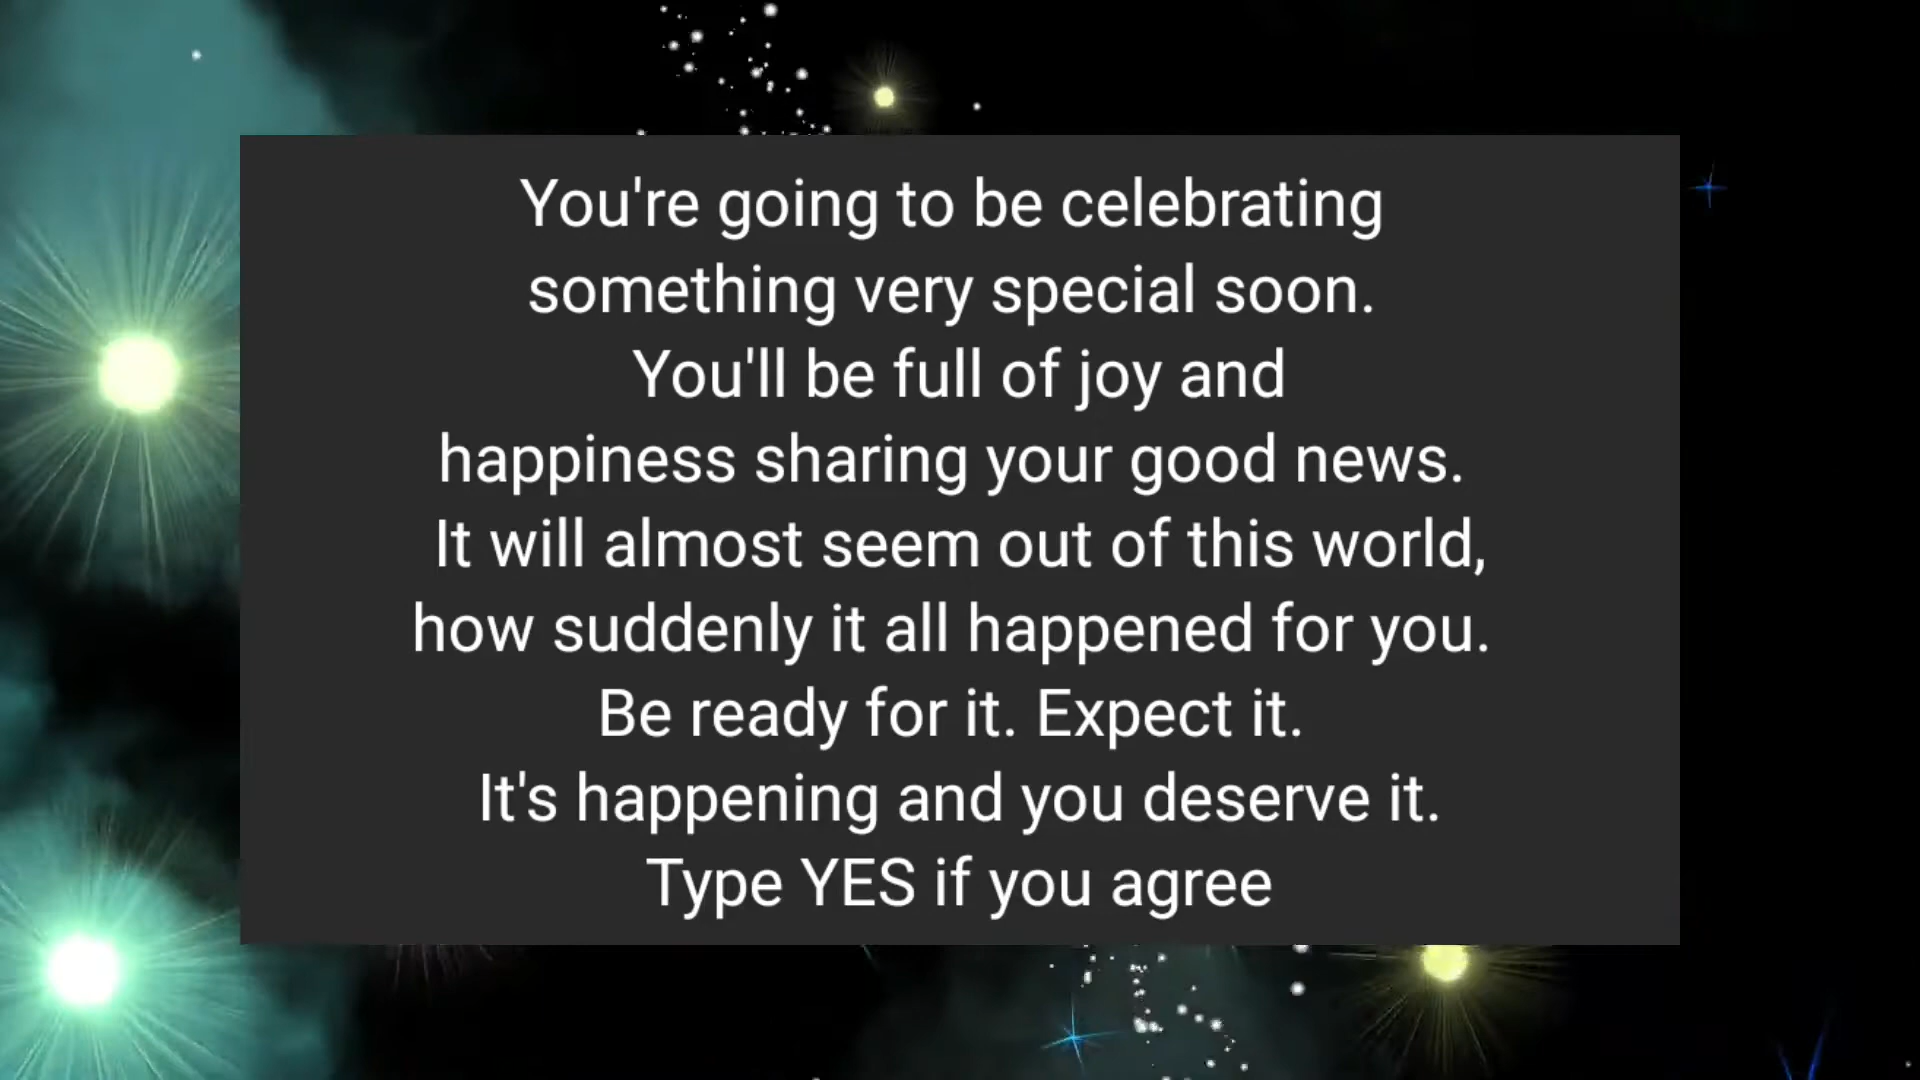 You're going to be celebrating
something very special soon.
You'll be full of joy and
happiness sharing your good news.
It will almost seem out of this world,
how suddenly it all happened for you.
Be ready for it. Expect it.
It's happening and you deserve it.
Type YES if you agree